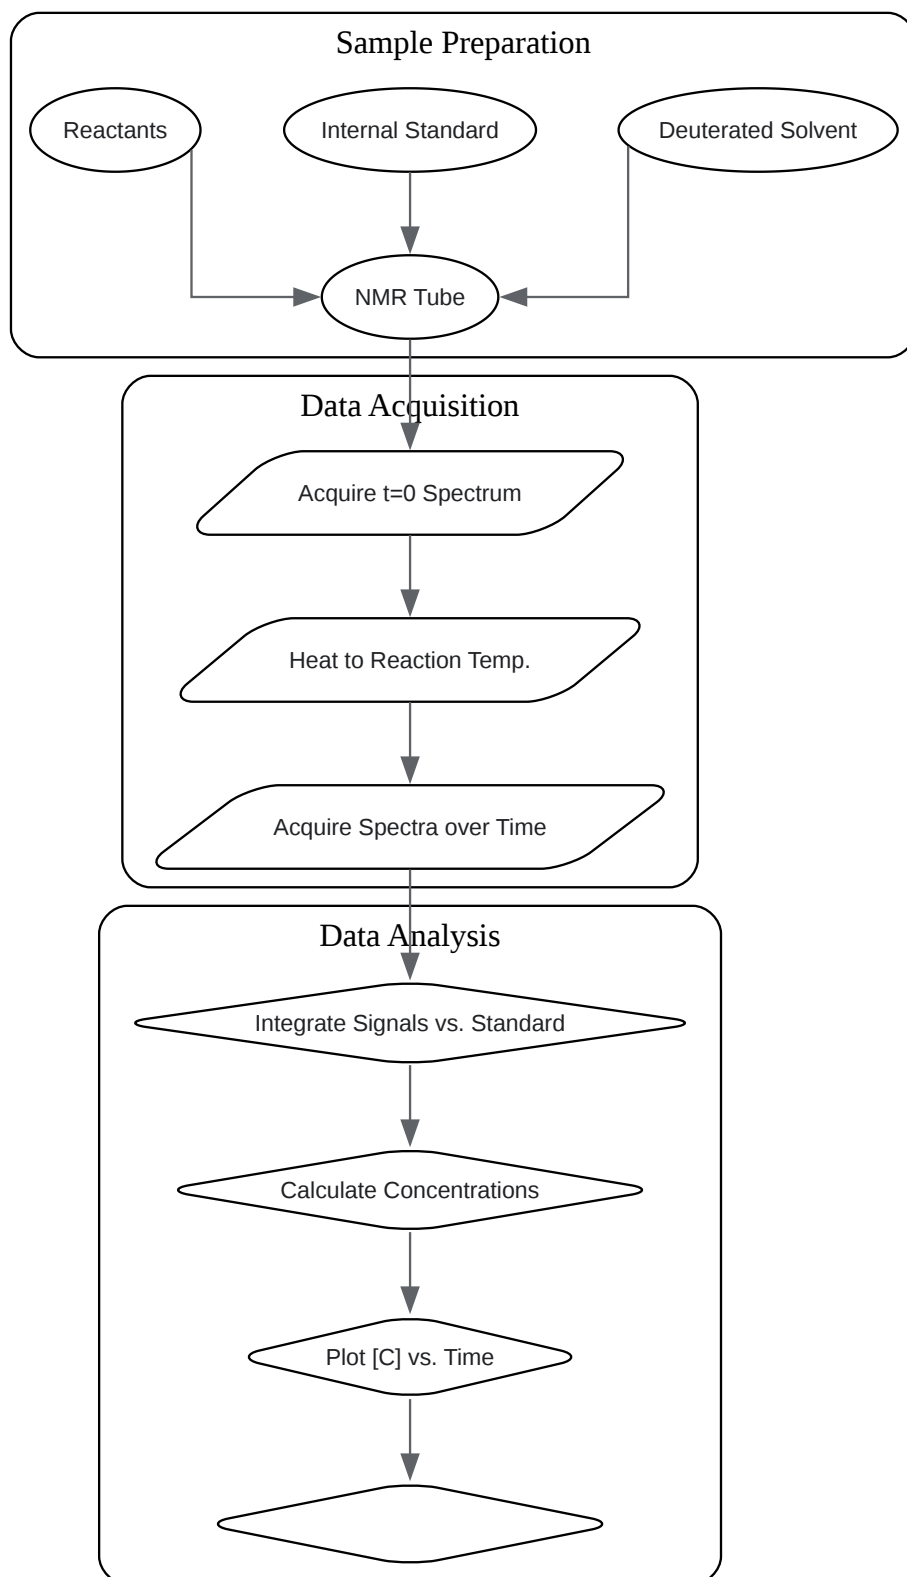 Sample Preparation
Reactants
Internal Standard
Deuterated Solvent
NMR Tube
Data Acquisition
Acquire t=0 Spectrum
Heat to Reaction Temp.
Acquire Spectra over Time
Data Analysis
Integrate Signals vs. Standard
Calculate Concentrations
Plot [C] vs. Time